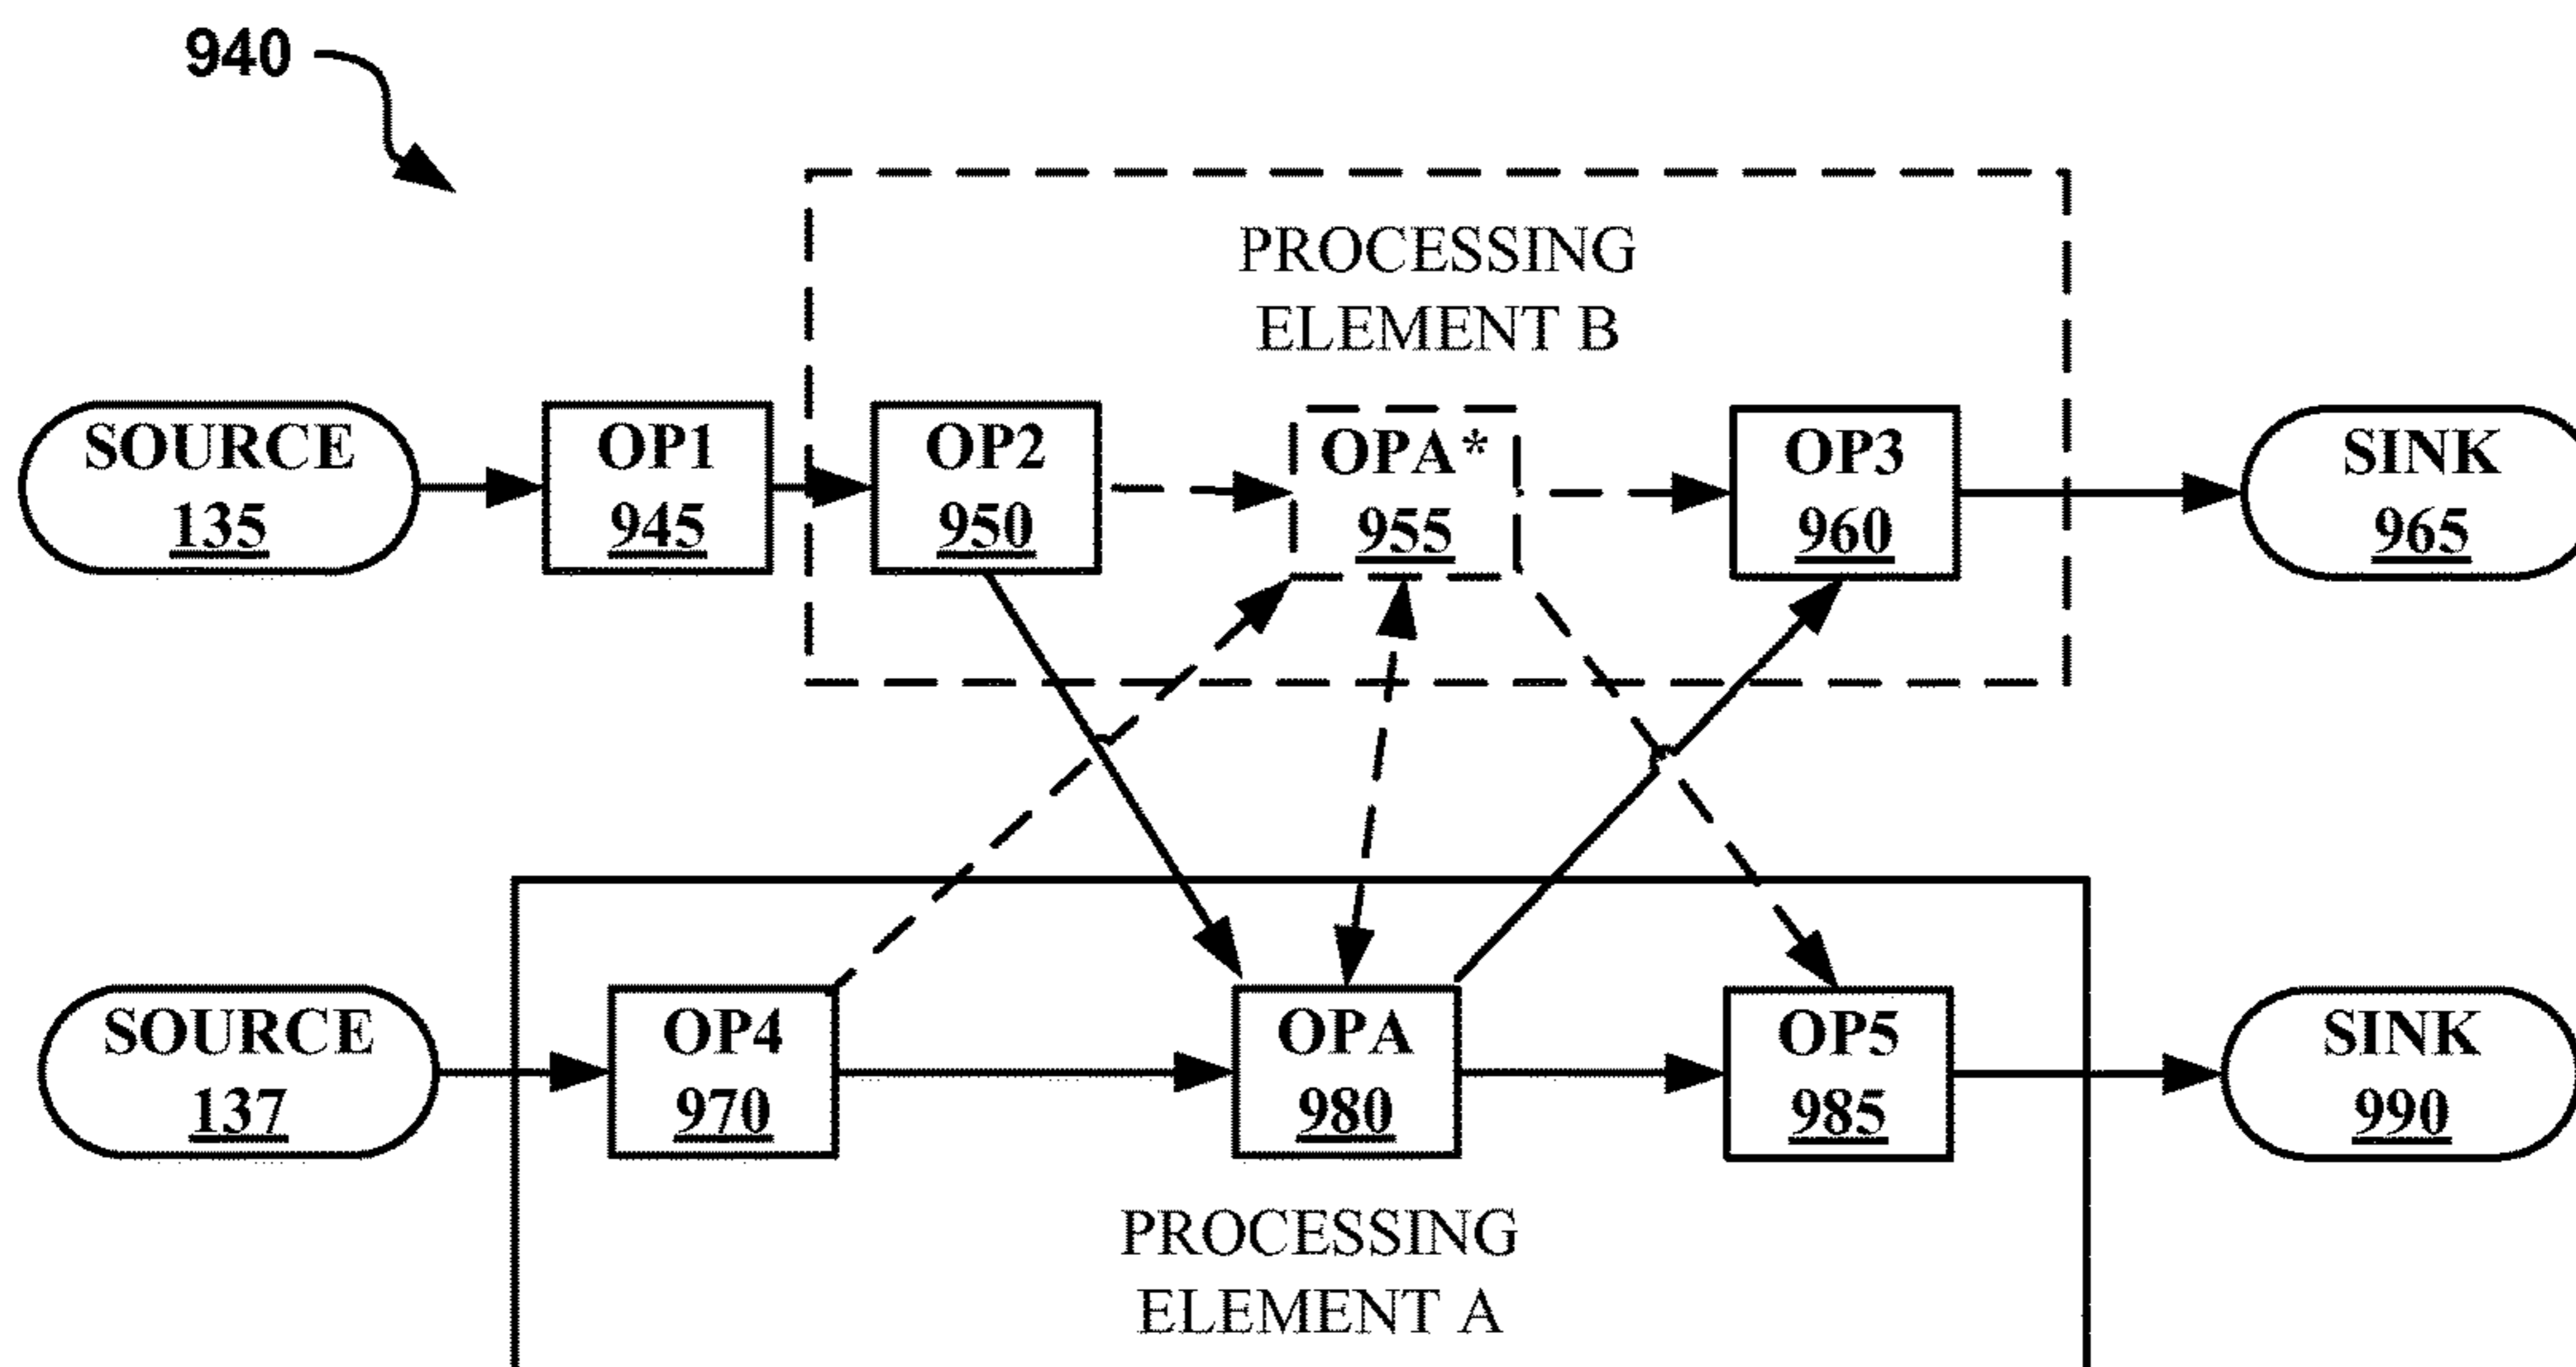 940
PROCESSING
ELEMENT B
SOURCE
135
OP1
945
OP2
950
OPA*
955
OP3
960
SINK
965
SOURCE
137
OP4
970
OPA
980
OP5
985
SINK
990
PROCESSING
ELEMENT A